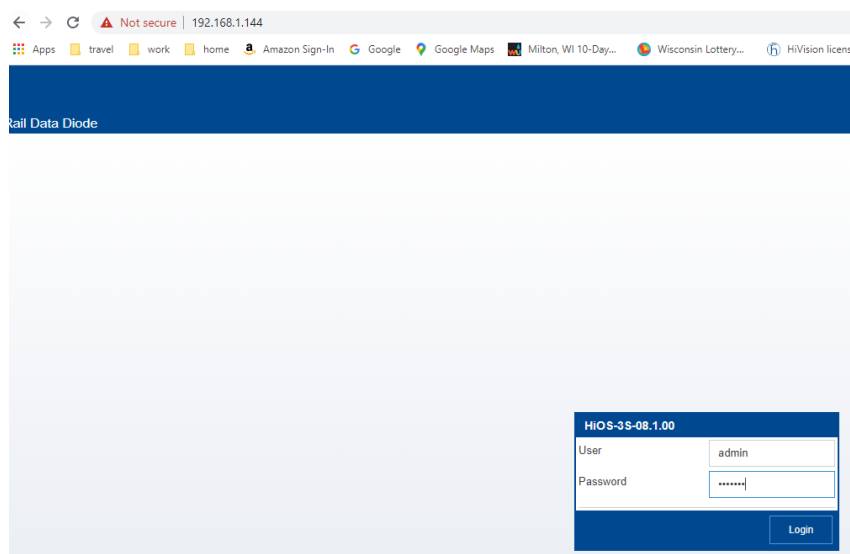 Not secure | 192.168.1.144
Apps travel work home Amazon Sign-In Google Google Maps Milton, WI 10-Day... Wisconsin Lottery... HiVision licens
Rail Data Diode
HiOS-3S-08.1.00
User admin
Password •••••••
Login